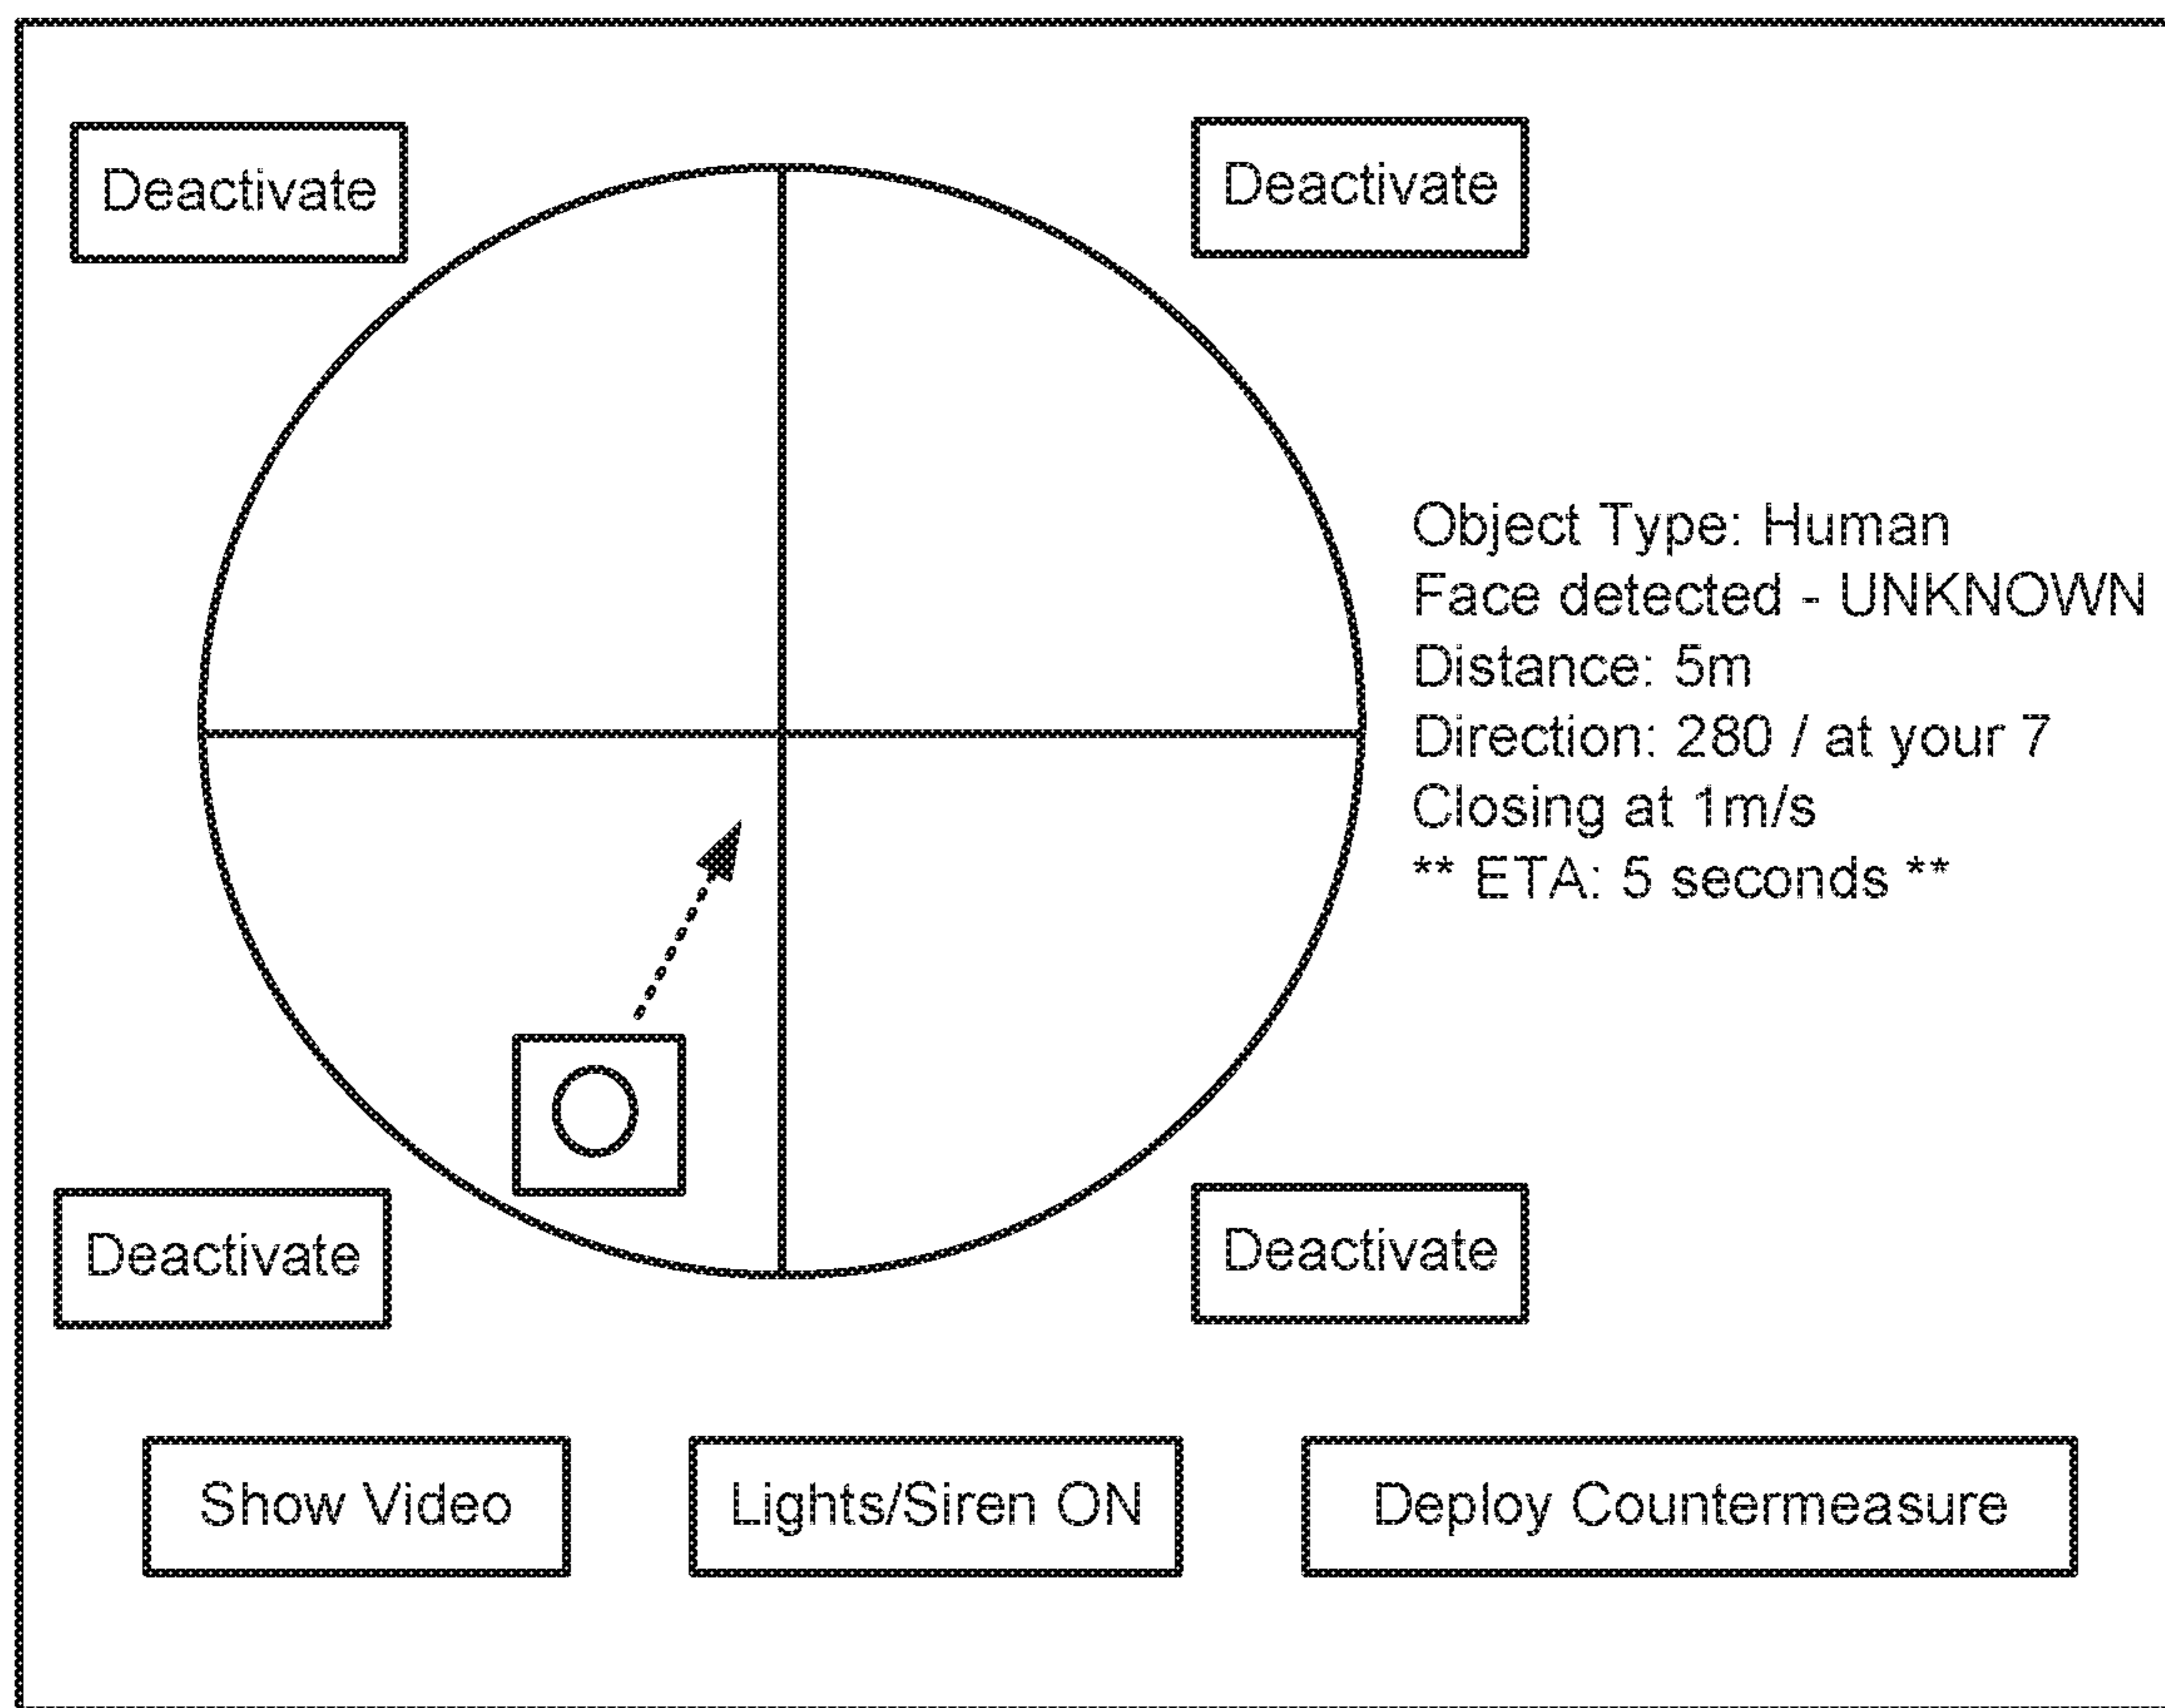 Deactivate
Deactivate
Object Type: Human
Face detected - UNKNOWN
Distance: 5m
Direction: 280 / at your 7
Closing at 1m/s
** ETA: 5 seconds **
Deactivate
Deactivate
Show Video
Lights/Siren ON
Deploy Countermeasure